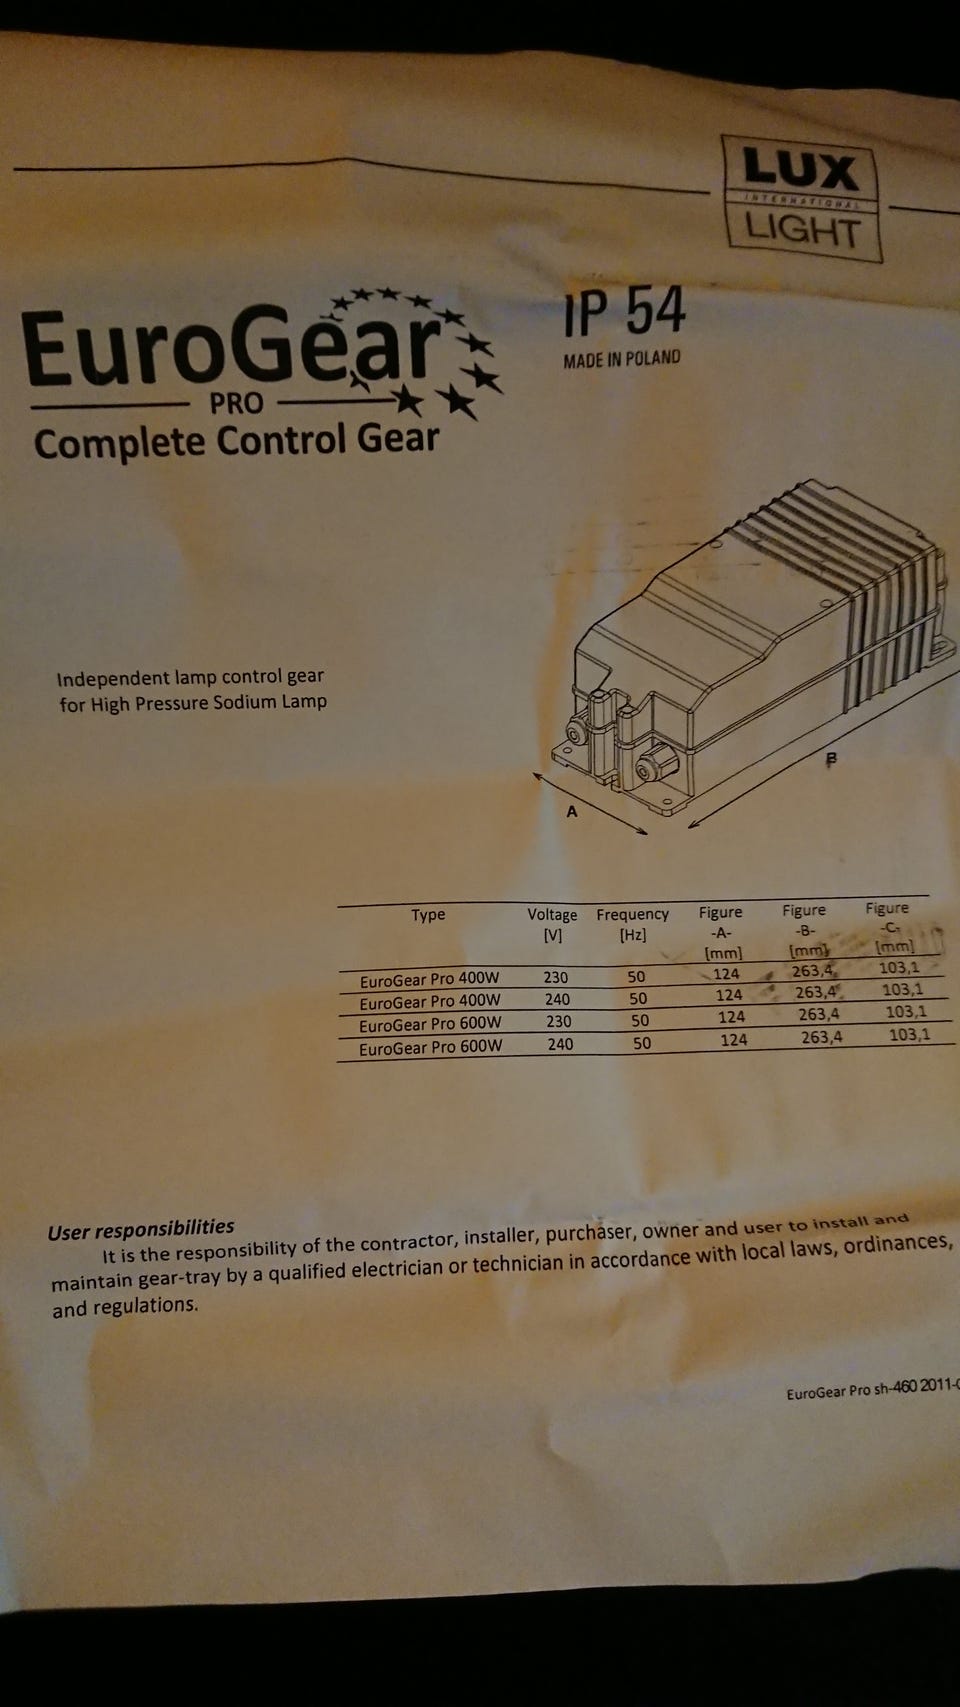 LUX
INTERNATIONAL
LIGHT
EuroGear
PRO
Complete Control Gear
IP 54
MADE IN POLAND
Independent lamp control gear
for High Pressure Sodium Lamp
A
B
Type Voltage Frequency Figure Figure Figure
[V] [Hz] -A- -B- -C-
[mm] [mm] [mm]
EuroGear Pro 400W 230 50 124 263,4 103,1
EuroGear Pro 400W 240 50 124 263,4 103,1
EuroGear Pro 600W 230 50 124 263,4 103,1
EuroGear Pro 600W 240 50 124 263,4 103,1
User responsibilities
It is the responsibility of the contractor, installer, purchaser, owner and user to install and
maintain gear-tray by a qualified electrician or technician in accordance with local laws, ordinances,
and regulations.
EuroGear Pro sh-460 2011-